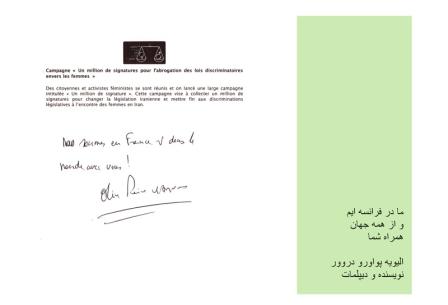 Campagne « Un million de signatures pour l'abrogation des lois discriminatoires
envers les femmes »
Des citoyennes et activistes féministes se sont réunis et on lancé une large campagne
intitulée « Un million de signature ». Cette campagne vise à collecter un million de
signatures pour changer la législation iranienne et mettre fin aux discriminations
législatives à l'encontre des femmes en Iran.
Nous sommes en France et dans le
monde avec vous !
ما در فرانسه ایم
و از همه جهان
همراه شما
الیویه پواورو دروور
نویسنده و دیپلمات